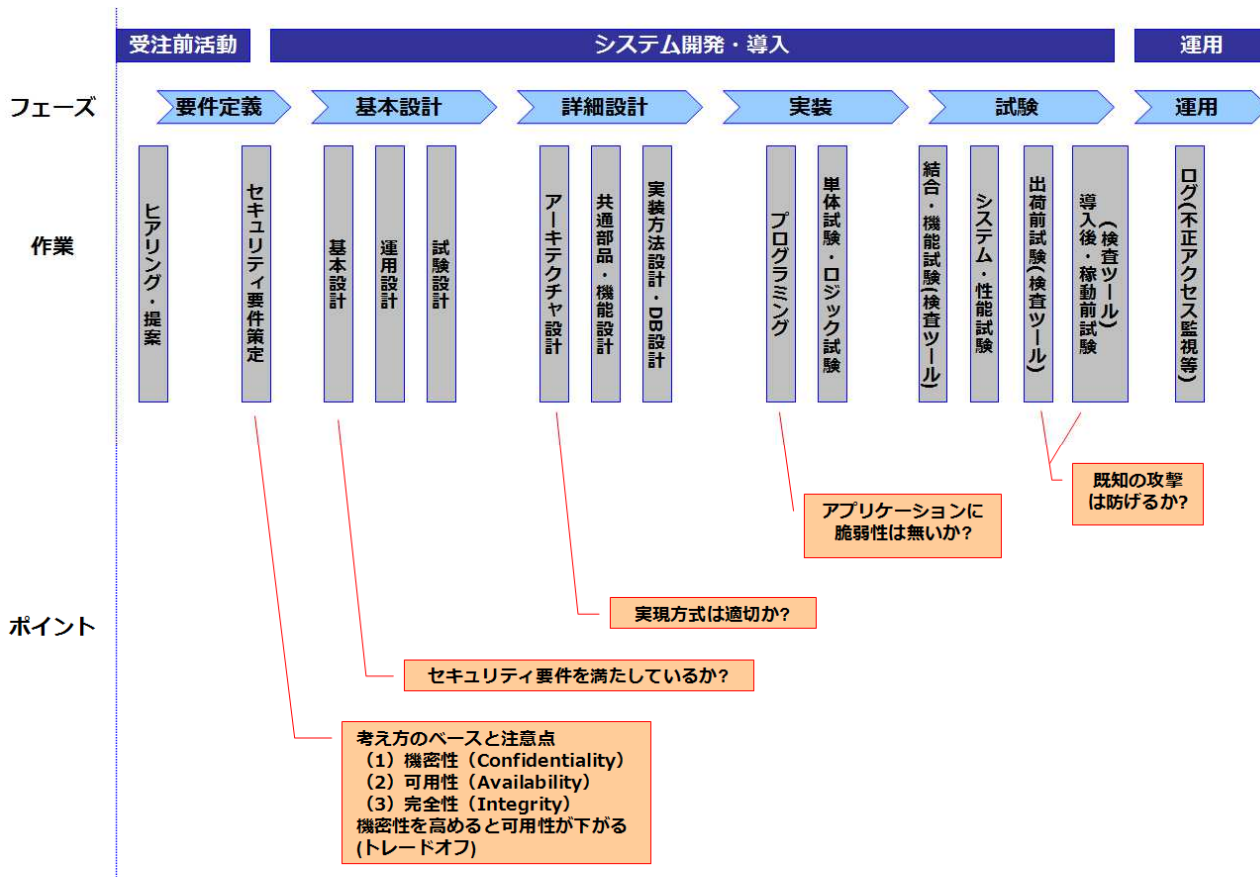 受注前活動
システム開発・導入
運用
フェーズ
要件定義
基本設計
詳細設計
実装
試験
運用
作業
ヒアリング・提案
セキュリティ要件策定
基本設計
運用設計
試験設計
アーキテクチャ設計
共通部品・機能設計
実装方法設計・DB設計
プログラミング
単体試験・ロジック試験
結合・機能試験(検査ツール)
システム・性能試験
出荷前試験(検査ツール)
導入後・稼動前試験
(検査ツール)
ログ(不正アクセス監視等)
ポイント
既知の攻撃
は防げるか?
アプリケーションに
脆弱性は無いか?
実現方式は適切か?
セキュリティ要件を満たしているか?
考え方のベースと注意点
（1）機密性（Confidentiality）
（2）可用性（Availability）
（3）完全性（Integrity）
機密性を高めると可用性が下がる
(トレードオフ)